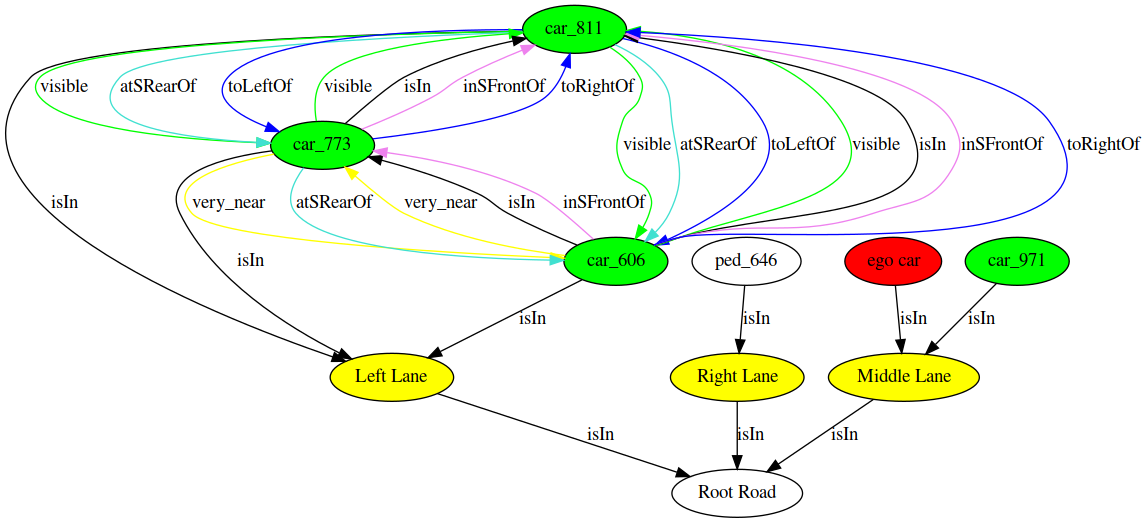 car_811
visible
atSRearOf
toLeftOf
visible
isIn
inSFrontOf
toRightOf
car_773
visible
atSRearOf
toLeftOf
visible
isIn
inSFrontOf
toRightOf
isIn
very_near
atSRearOf
very_near
isIn
inSFrontOf
isIn
car_606
ped_646
ego car
car_971
isIn
isIn
isIn
isIn
Left Lane
Right Lane
Middle Lane
isIn
isIn
isIn
Root Road